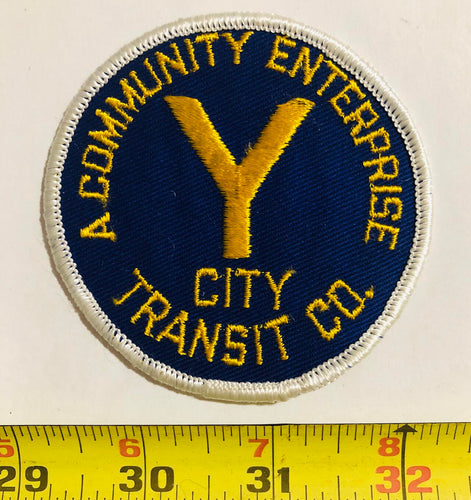 A COMMUNITY ENTERPRISE
Y
CITY
TRANSIT CO.
5 6 7 8
29 30 31 32